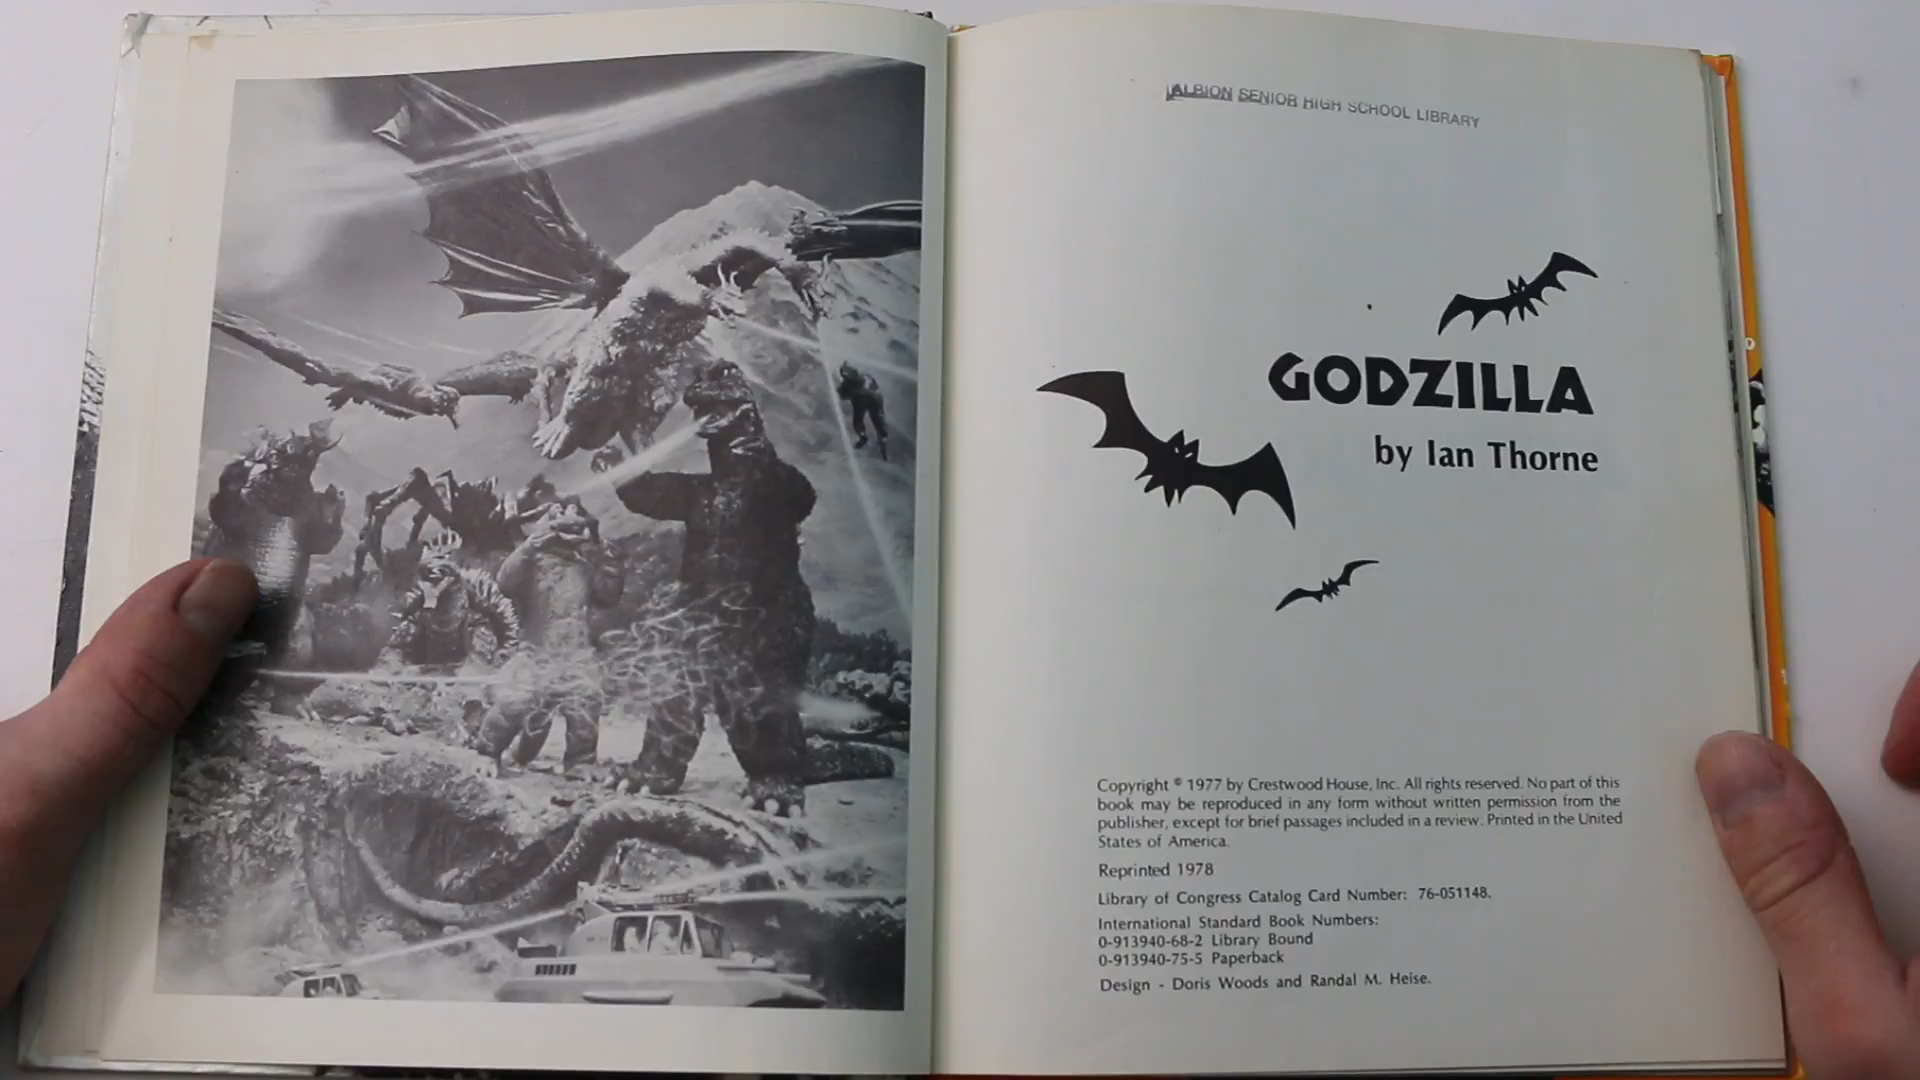 ALBION SENIOR HIGH SCHOOL LIBRARY
GODZILLA
by Ian Thorne
Copyright © 1977 by Crestwood House, Inc. All rights reserved. No part of this
book may be reproduced in any form without written permission from the
publisher, except for brief passages included in a review. Printed in the United
States of America.
Reprinted 1978
Library of Congress Catalog Card Number: 76-051148.
International Standard Book Numbers:
0-913940-68-2 Library Bound
0-913940-75-5 Paperback
Design - Doris Woods and Randal M. Heise.